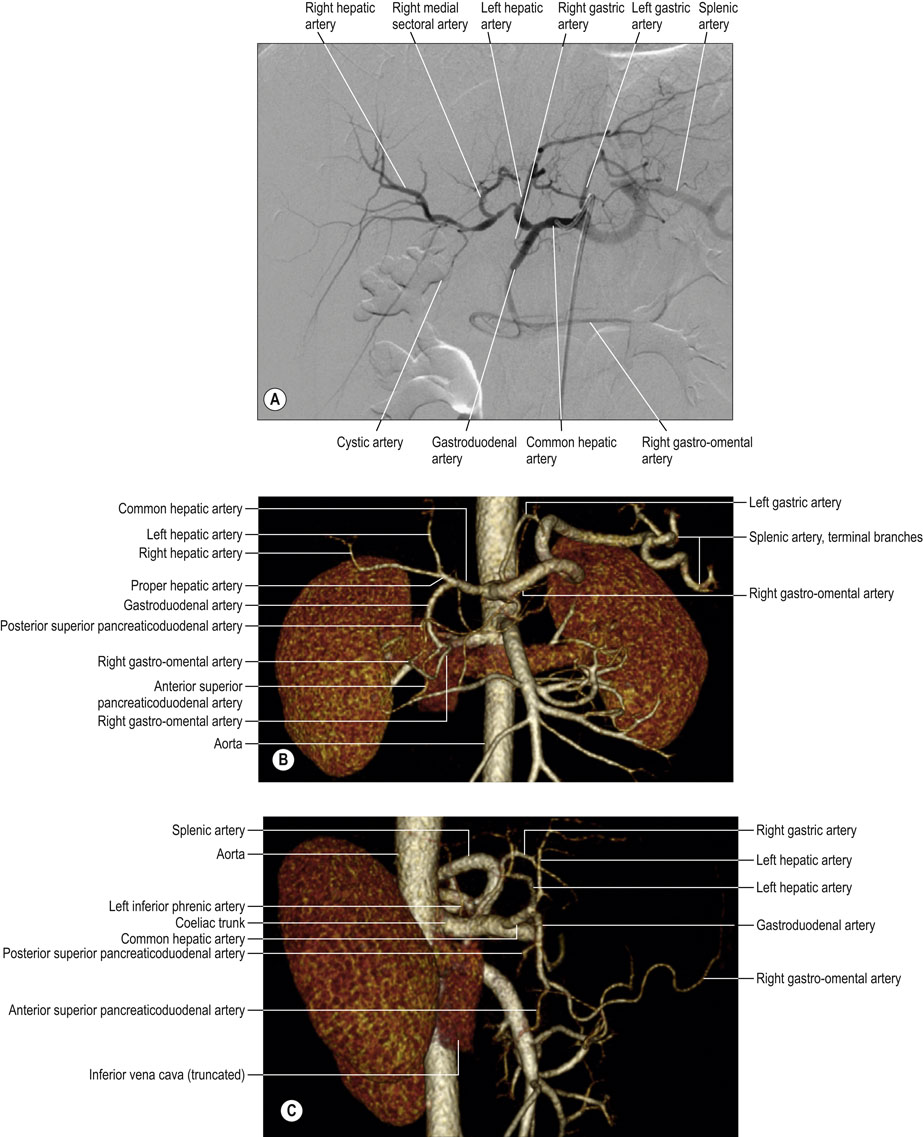 Right hepatic
artery
Right medial
sectoral artery
Left hepatic
artery
Right gastric
artery
Left gastric
artery
Splenic
artery
A
Cystic artery
Gastroduodenal
artery
Common hepatic
artery
Right gastro-omental
artery
Common hepatic artery
Left hepatic artery
Right hepatic artery
Proper hepatic artery
Gastroduodenal artery
Posterior superior pancreaticoduodenal artery
Right gastro-omental artery
Anterior superior
pancreaticoduodenal artery
Right gastro-omental artery
Aorta
Left gastric artery
Splenic artery, terminal branches
Right gastro-omental artery
B
Splenic artery
Aorta
Left inferior phrenic artery
Coeliac trunk
Common hepatic artery
Posterior superior pancreaticoduodenal artery
Anterior superior pancreaticoduodenal artery
Inferior vena cava (truncated)
Right gastric artery
Left hepatic artery
Left hepatic artery
Gastroduodenal artery
Right gastro-omental artery
C